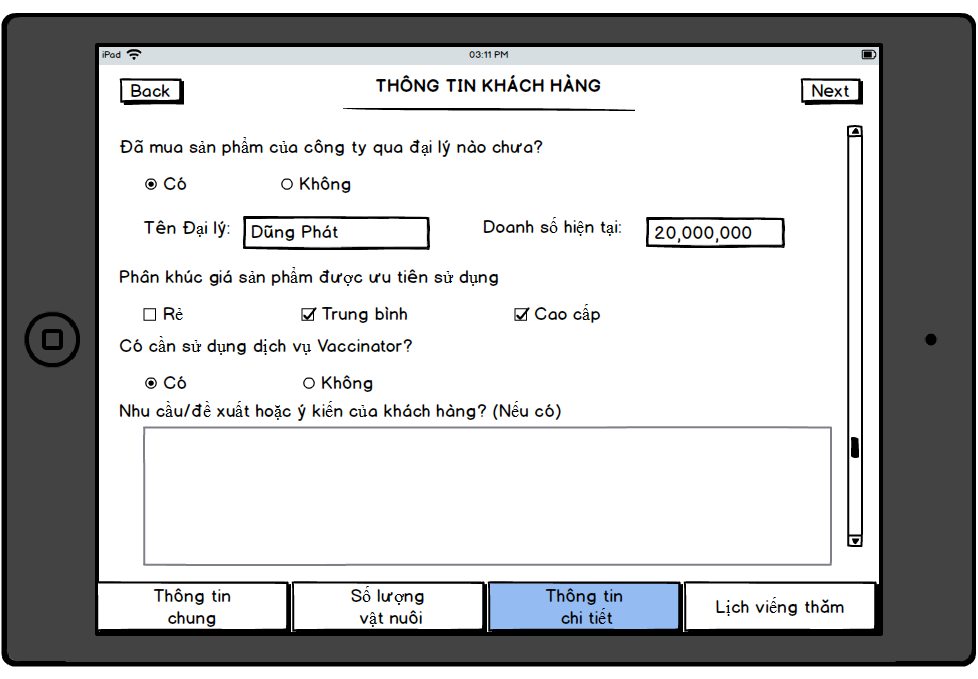 iPad 03:11 PM
Back THÔNG TIN KHÁCH HÀNG Next
Đã mua sản phẩm của công ty qua đại lý nào chưa?
Có Không
Tên Đại lý: Dũng Phát Doanh số hiện tại: 20,000,000
Phân khúc giá sản phẩm được ưu tiên sử dụng
Rẻ Trung bình Cao cấp
Có cần sử dụng dịch vụ Vaccinator?
Có Không
Nhu cầu/đề xuất hoặc ý kiến của khách hàng? (Nếu có)
Thông tin
chung
Số lượng
vật nuôi
Thông tin
chi tiết
Lịch viếng thăm